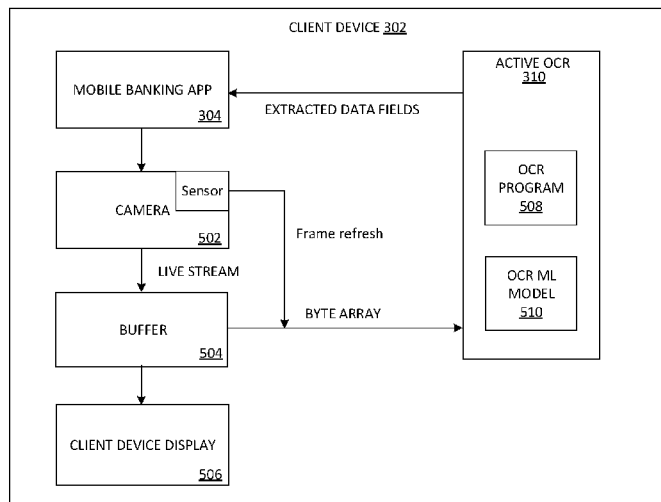 CLIENT DEVICE 302
MOBILE BANKING APP
304
EXTRACTED DATA FIELDS
ACTIVE OCR
310
Sensor
CAMERA
502
Frame refresh
OCR
PROGRAM
508
LIVE STREAM
BUFFER
504
BYTE ARRAY
OCR ML
MODEL
510
CLIENT DEVICE DISPLAY
506